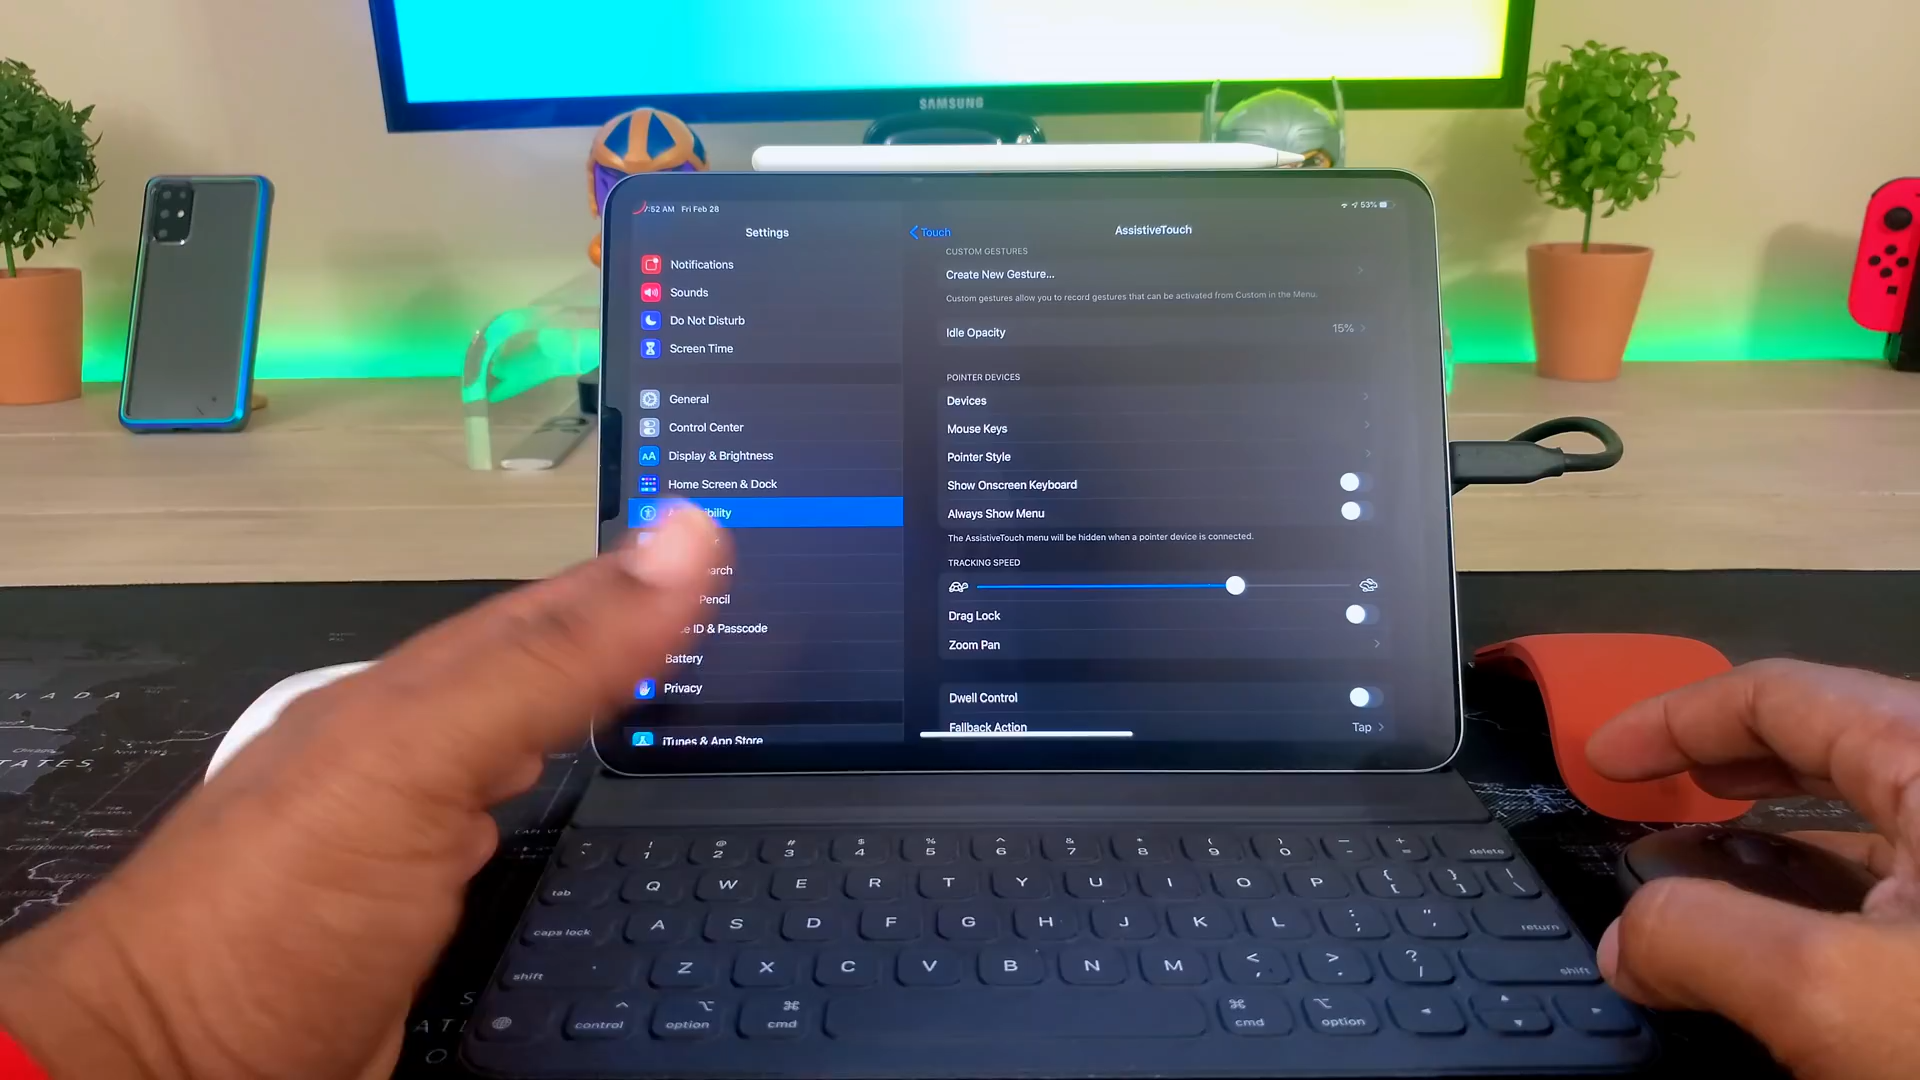 SAMSUNG
7:52 AM Fri Feb 28
53%
Settings
Notifications
Sounds
Do Not Disturb
Screen Time
General
Control Center
AA Display & Brightness
Home Screen & Dock
ibility
arch
Pencil
ID & Passcode
Battery
Privacy
iTunes & App Store
Touch
AssistiveTouch
CUSTOM GESTURES
Create New Gesture...
Custom gestures allow you to record gestures that can be activated from Custom in the Menu.
Idle Opacity 15%
POINTER DEVICES
Devices
Mouse Keys
Pointer Style
Show Onscreen Keyboard
Always Show Menu
The AssistiveTouch menu will be hidden when a pointer device is connected.
TRACKING SPEED
Drag Lock
Zoom Pan
Dwell Control
Fallback Action Tap
NADA
TATES
~ ! @ # $ % ^ & * ( ) — +
` 1 2 3 4 5 6 7 8 9 0 - = delete
tab Q W E R T Y U I O P { [ } ] | \
caps lock A S D F G H J K L : ; " ' return
shift Z X C V B N M < , > . ? / shift
control option cmd cmd option